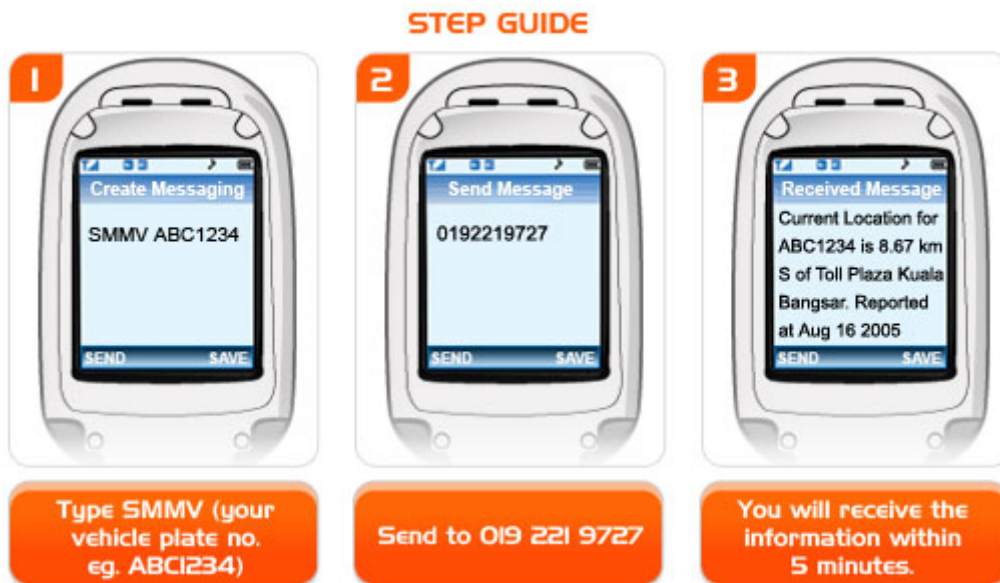 STEP GUIDE
1
Create Messaging
SMMV ABC1234
SEND SAVE
Type SMMV (your
vehicle plate no.
eg. ABC1234)
2
Send Message
0192219727
SEND SAVE
Send to 019 221 9727
3
Received Message
Current Location for
ABC1234 is 8.67 km
S of Toll Plaza Kuala
Bangsar. Reported
at Aug 16 2005
SEND SAVE
You will receive the
information within
5 minutes.